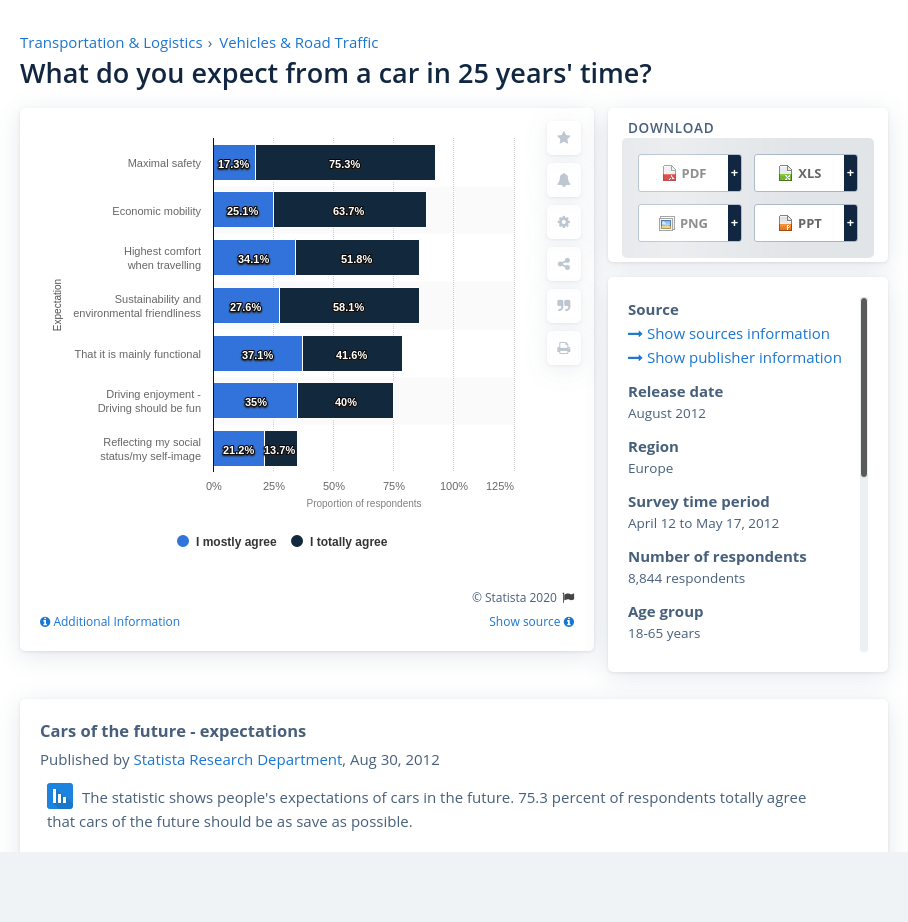 Transportation & Logistics › Vehicles & Road Traffic
What do you expect from a car in 25 years' time?
Expectation
Maximal safety
17.3% 75.3%
Economic mobility
25.1% 63.7%
Highest comfort
when travelling
34.1% 51.8%
Sustainability and
environmental friendliness
27.6% 58.1%
That it is mainly functional
37.1% 41.6%
Driving enjoyment -
Driving should be fun
35% 40%
Reflecting my social
status/my self-image
21.2% 13.7%
0% 25% 50% 75% 100% 125%
Proportion of respondents
I mostly agree I totally agree
© Statista 2020
Additional Information Show source
DOWNLOAD
PDF + XLS +
PNG + PPT +
Source
Show sources information
Show publisher information
Release date
August 2012
Region
Europe
Survey time period
April 12 to May 17, 2012
Number of respondents
8,844 respondents
Age group
18-65 years
Cars of the future - expectations
Published by Statista Research Department, Aug 30, 2012
The statistic shows people's expectations of cars in the future. 75.3 percent of respondents totally agree
that cars of the future should be as save as possible.